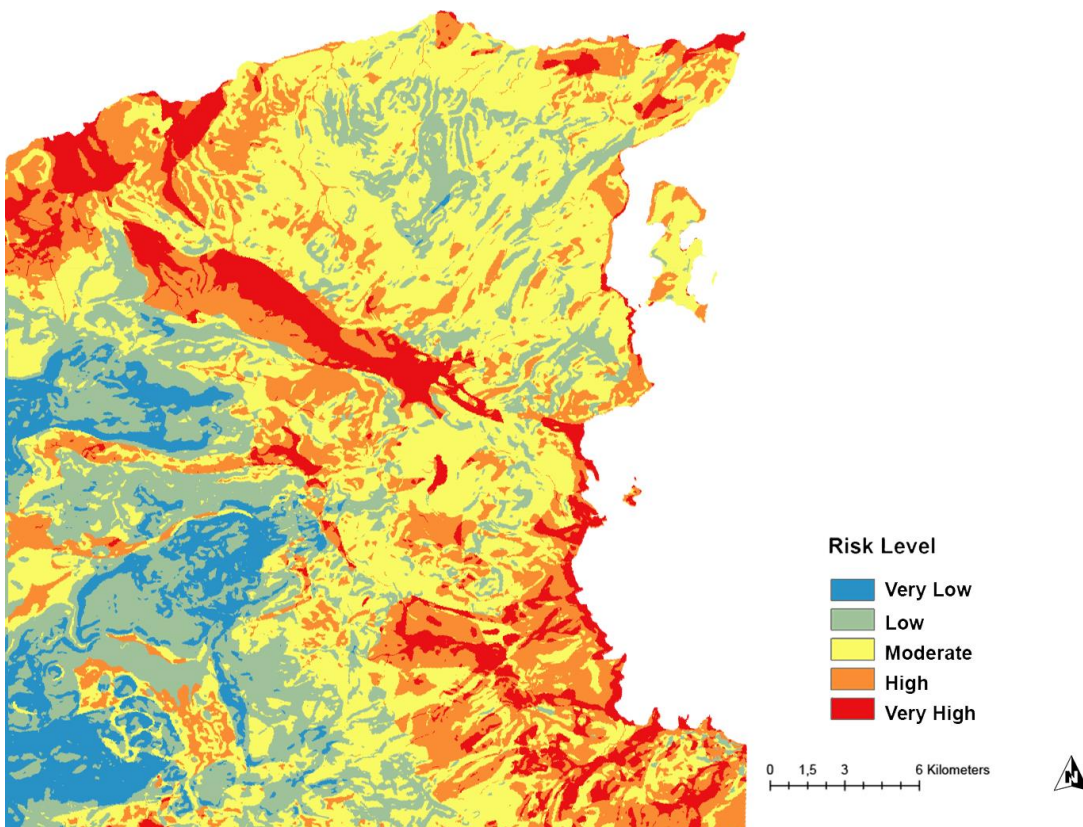 Risk Level
Very Low
Low
Moderate
High
Very High
0 1,5 3 6 Kilometers
N